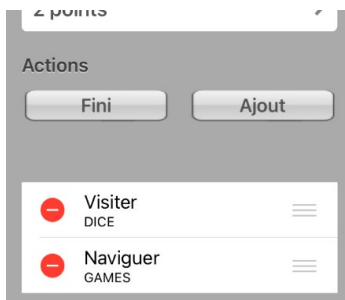 2 points
Actions
Fini Ajout
Visiter
DICE
Naviguer
GAMES